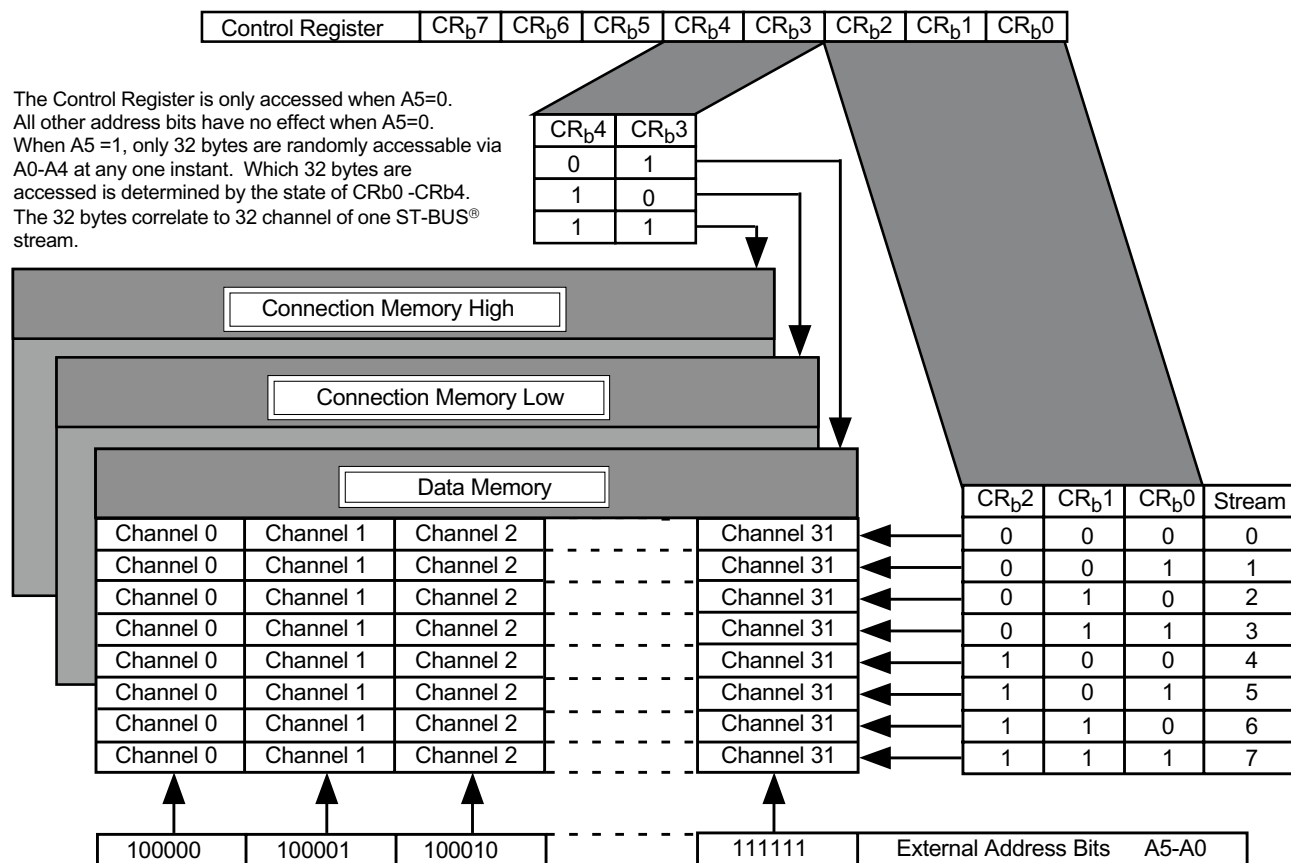 Control Register CRb7 CRb6 CRb5 CRb4 CRb3 CRb2 CRb1 CRb0
The Control Register is only accessed when A5=0.
All other address bits have no effect when A5=0.
When A5 =1, only 32 bytes are randomly accessable via
A0-A4 at any one instant. Which 32 bytes are
accessed is determined by the state of CRb0 -CRb4.
The 32 bytes correlate to 32 channel of one ST-BUS®
stream.
CRb4 CRb3
0 1
1 0
1 1
Connection Memory High
Connection Memory Low
Data Memory
CRb2 CRb1 CRb0 Stream
Channel 0 Channel 1 Channel 2 Channel 31 0 0 0 0
Channel 0 Channel 1 Channel 2 Channel 31 0 0 1 1
Channel 0 Channel 1 Channel 2 Channel 31 0 1 0 2
Channel 0 Channel 1 Channel 2 Channel 31 0 1 1 3
Channel 0 Channel 1 Channel 2 Channel 31 1 0 0 4
Channel 0 Channel 1 Channel 2 Channel 31 1 0 1 5
Channel 0 Channel 1 Channel 2 Channel 31 1 1 0 6
Channel 0 Channel 1 Channel 2 Channel 31 1 1 1 7
100000 100001 100010 111111 External Address Bits A5-A0